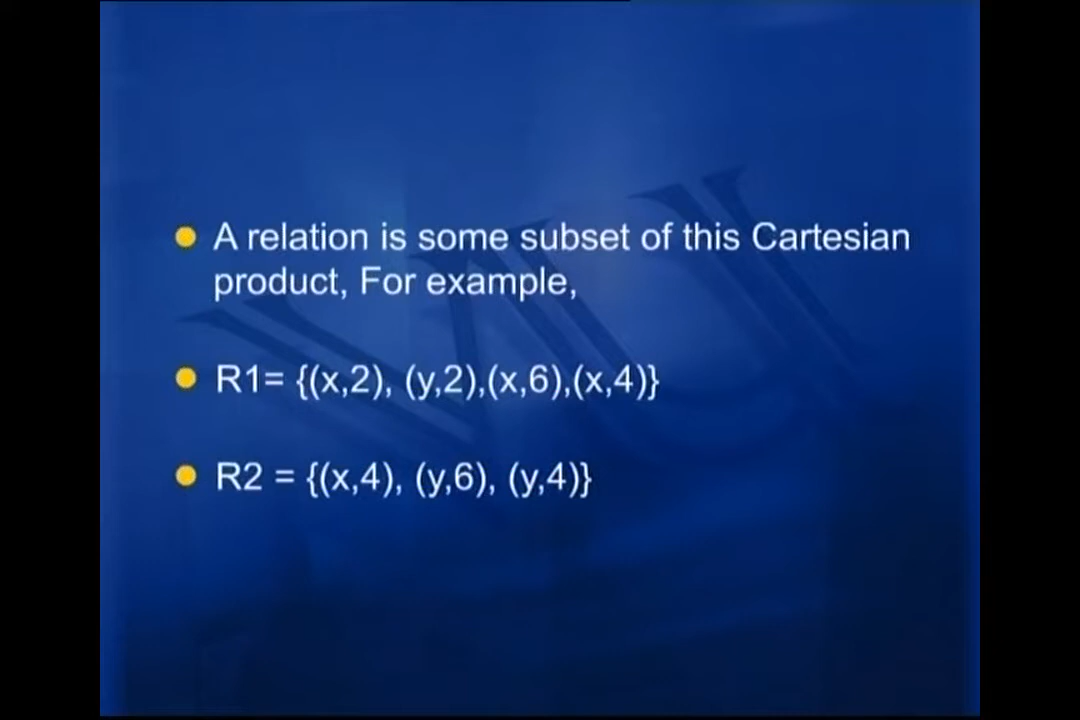 A relation is some subset of this Cartesian
product, For example,
R1= {(x,2), (y,2),(x,6),(x,4)}
R2 = {(x,4), (y,6), (y,4)}